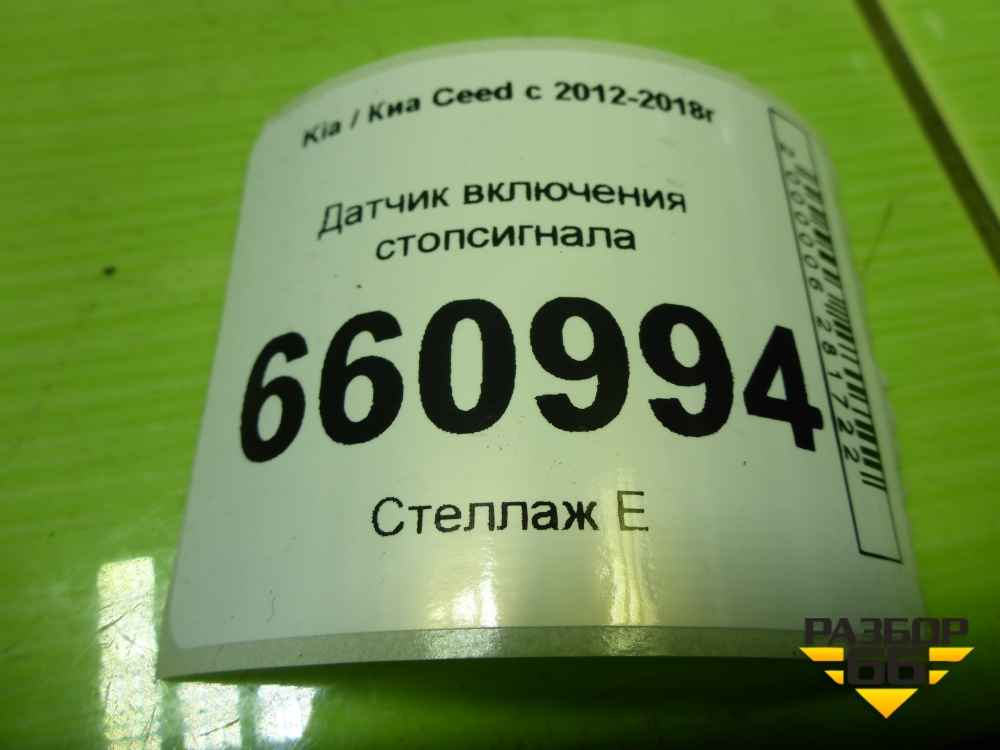 Kia / Киа Ceed с 2012-2018г
Датчик включения
стопсигнала
660994
Стеллаж Е
2000006281722
РАЗБОР
66